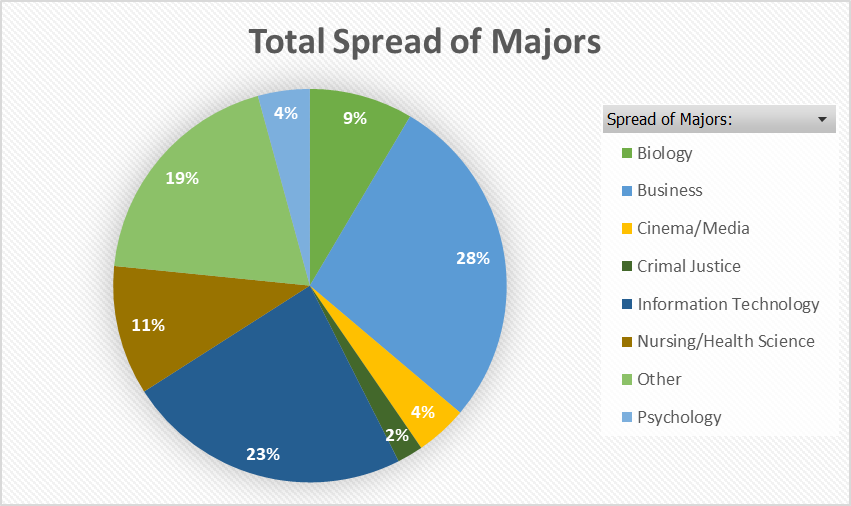 Total Spread of Majors
4%
9%
19%
28%
11%
4%
2%
23%
Spread of Majors:
Biology
Business
Cinema/Media
Crimal Justice
Information Technology
Nursing/Health Science
Other
Psychology